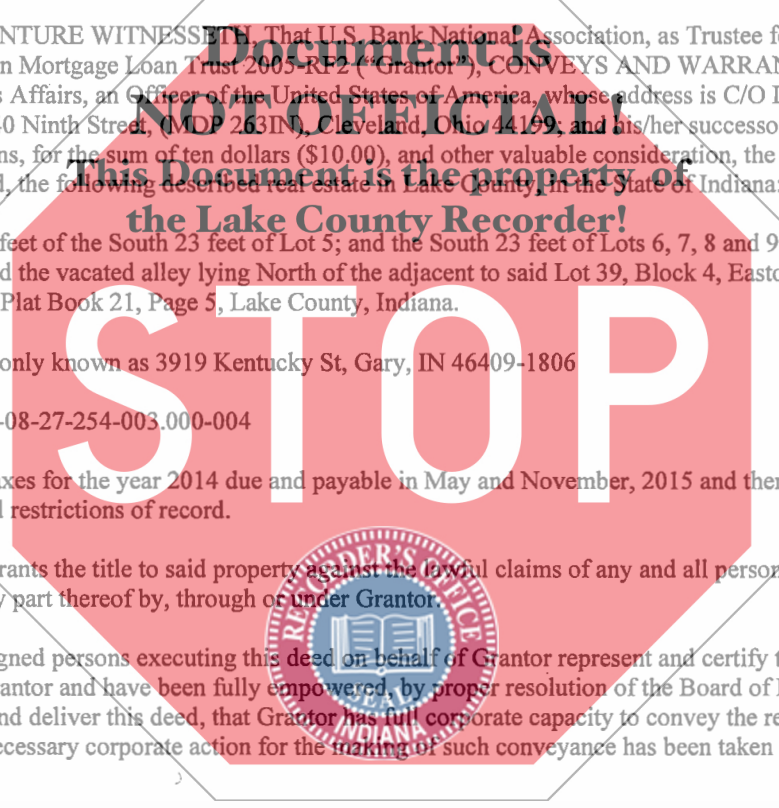 NTURE WITNESSETH, That U.S. Bank National Association, as Trustee f
Document is
n Mortgage Loan Trust 2005-RF2 ("Grantor"), CONVEYS AND WARRAN
s Affairs, an Officer of the United States of America, whose address is C/O
NOT OFFICIAL!
0 Ninth Street, (MDP 263IN), Cleveland, Ohio 44199; and his/her successo
ns, for the sum of ten dollars ($10.00), and other valuable consideration, the
This Document is the property of
d, the following described real estate in Lake County, in the State of Indiana:
the Lake County Recorder!
feet of the South 23 feet of Lot 5; and the South 23 feet of Lots 6, 7, 8 and 9
d the vacated alley lying North of the adjacent to said Lot 39, Block 4, Easto
Plat Book 21, Page 5, Lake County, Indiana.
STOP
only known as 3919 Kentucky St, Gary, IN 46409-1806
-08-27-254-003.000-004
axes for the year 2014 due and payable in May and November, 2015 and ther
d restrictions of record.
rants the title to said property against the lawful claims of any and all person
y part thereof by, through or under Grantor.
RECORDER'S OFFICE
SEAL
INDIANA
gned persons executing this deed on behalf of Grantor represent and certify t
rantor and have been fully empowered, by proper resolution of the Board of
nd deliver this deed, that Grantor has full corporate capacity to convey the re
ecessary corporate action for the making of such conveyance has been taken